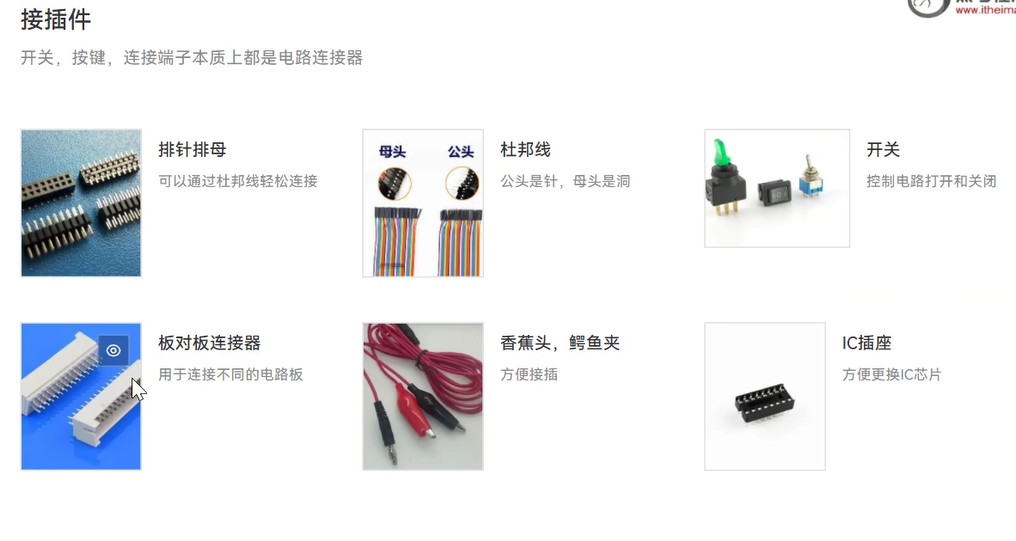 接插件
开关，按键，连接端子本质上都是电路连接器
排针排母
可以通过杜邦线轻松连接
母头
公头
杜邦线
公头是针，母头是洞
开关
控制电路打开和关闭
板对板连接器
用于连接不同的电路板
香蕉头，鳄鱼夹
方便接插
IC插座
方便更换IC芯片